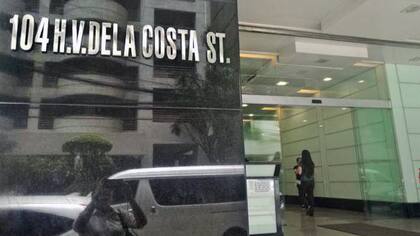 104 H.V. DELA COSTA ST.